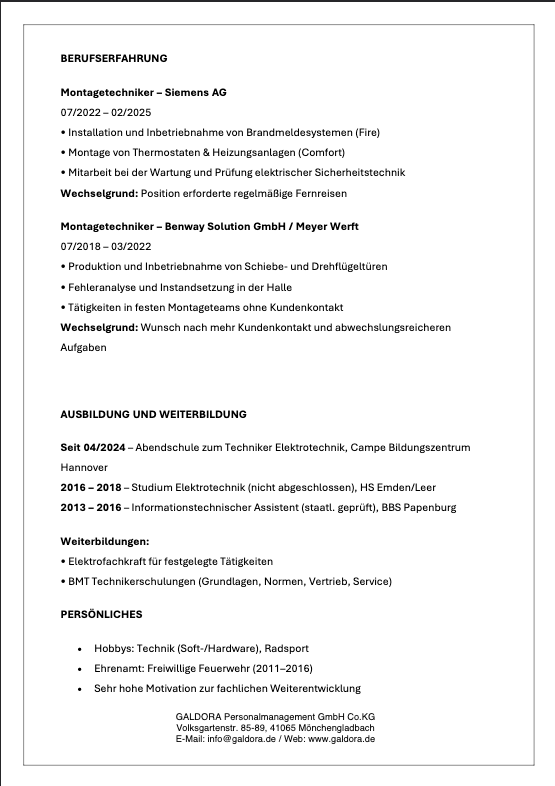 BERUFSERFAHRUNG
Montagetechniker – Siemens AG
07/2022 – 02/2025
• Installation und Inbetriebnahme von Brandmeldesystemen (Fire)
• Montage von Thermostaten & Heizungsanlagen (Comfort)
• Mitarbeit bei der Wartung und Prüfung elektrischer Sicherheitstechnik
Wechselgrund: Position erforderte regelmäßige Fernreisen
Montagetechniker – Benway Solution GmbH / Meyer Werft
07/2018 – 03/2022
• Produktion und Inbetriebnahme von Schiebe- und Drehflügeltüren
• Fehleranalyse und Instandsetzung in der Halle
• Tätigkeiten in festen Montageteams ohne Kundenkontakt
Wechselgrund: Wunsch nach mehr Kundenkontakt und abwechslungsreicheren
Aufgaben
AUSBILDUNG UND WEITERBILDUNG
Seit 04/2024 – Abendschule zum Techniker Elektrotechnik, Campe Bildungszentrum
Hannover
2016 – 2018 – Studium Elektrotechnik (nicht abgeschlossen), HS Emden/Leer
2013 – 2016 – Informationstechnischer Assistent (staatl. geprüft), BBS Papenburg
Weiterbildungen:
• Elektrofachkraft für festgelegte Tätigkeiten
• BMT Technikerschulungen (Grundlagen, Normen, Vertrieb, Service)
PERSÖNLICHES
• Hobbys: Technik (Soft-/Hardware), Radsport
• Ehrenamt: Freiwillige Feuerwehr (2011–2016)
• Sehr hohe Motivation zur fachlichen Weiterentwicklung
GALDORA Personalmanagement GmbH Co.KG
Volksgartenstr. 85-89, 41065 Mönchengladbach
E-Mail: info@galdora.de / Web: www.galdora.de